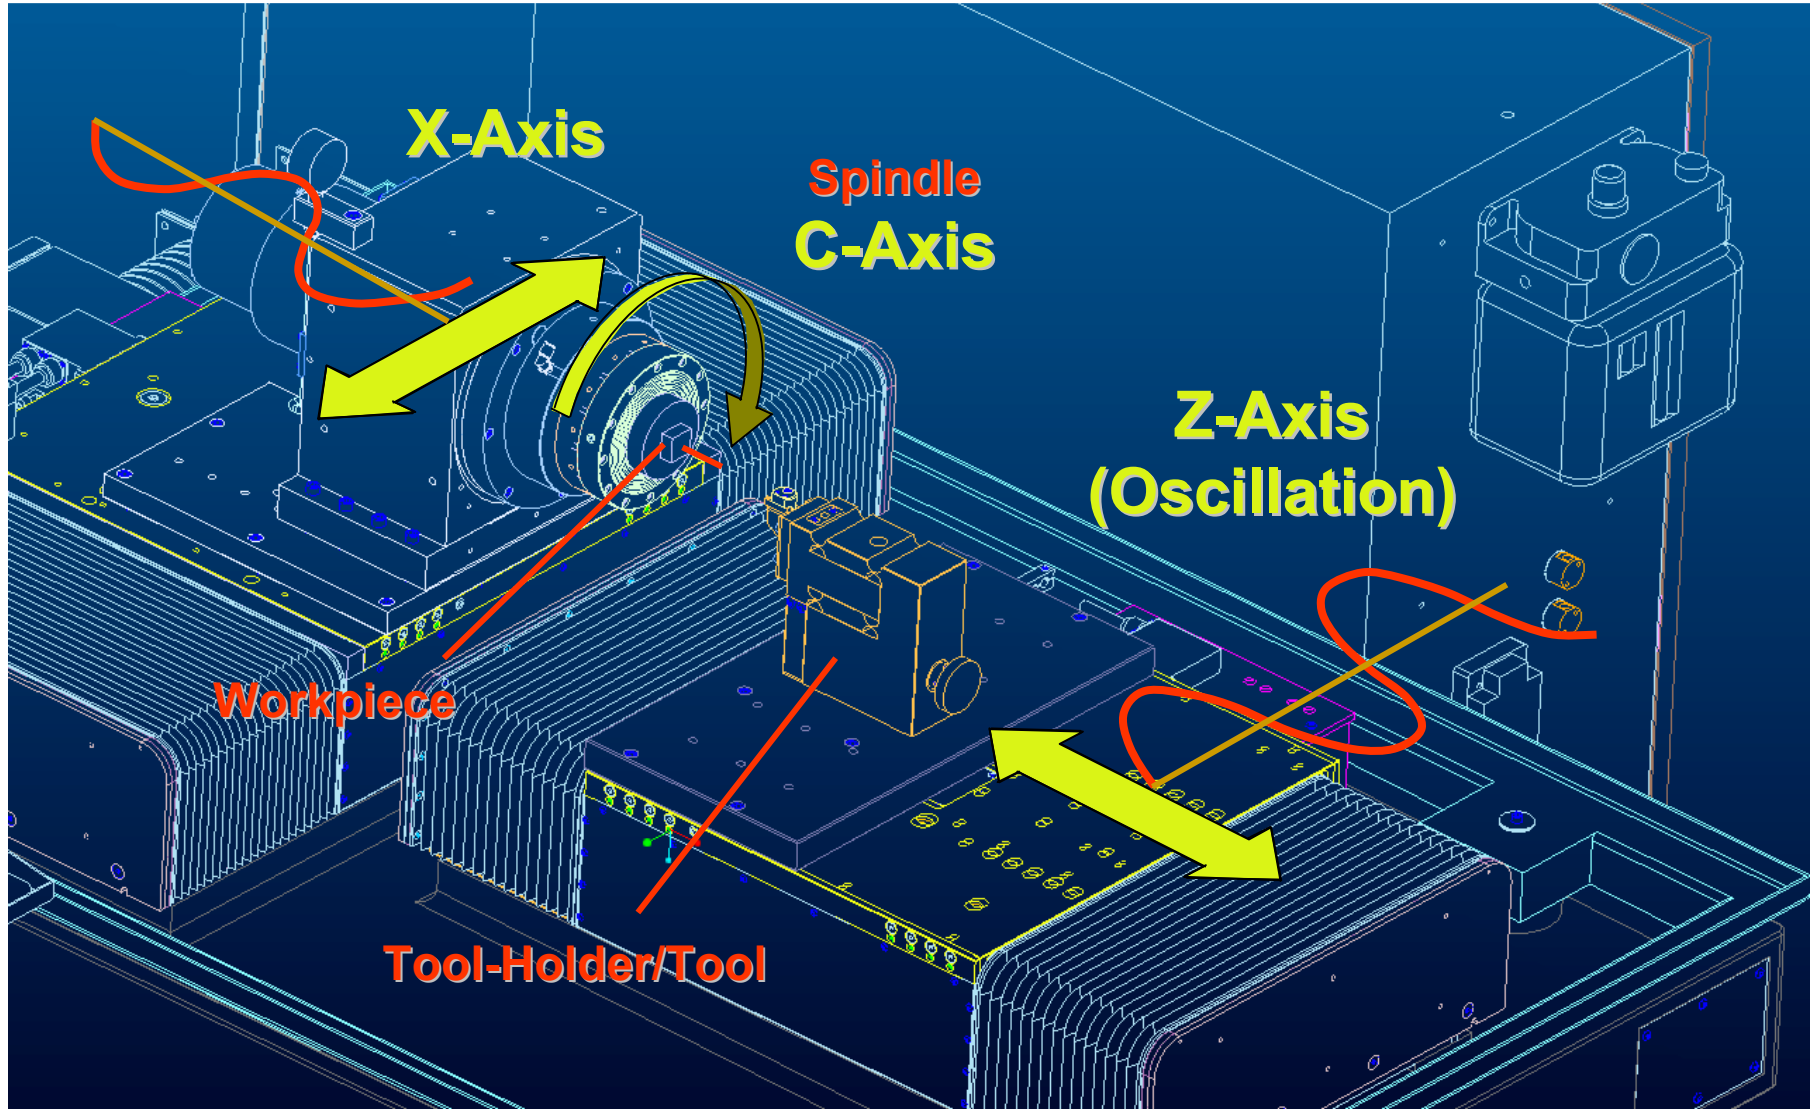 X-Axis
Spindle
C-Axis
Z-Axis
(Oscillation)
Workpiece
Tool-Holder/Tool